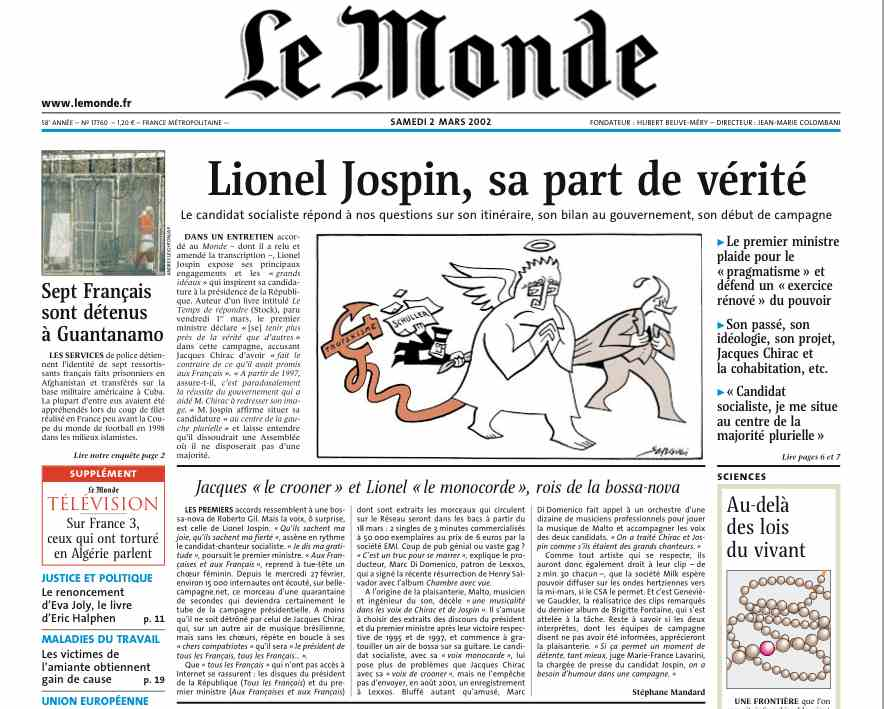 Le Monde
www.lemonde.fr
58ᵉ ANNÉE – Nº 17760 – 1,20 € – FRANCE MÉTROPOLITAINE –
SAMEDI 2 MARS 2002
FONDATEUR : HUBERT BEUVE-MÉRY – DIRECTEUR : JEAN-MARIE COLOMBANI
Sept Français
sont détenus
à Guantanamo
LES SERVICES de police détien-
nent l'identité de sept ressortis-
sants français faits prisonniers en
Afghanistan et transférés sur la
base militaire américaine à Cuba.
La plupart d'entre eux avaient été
appréhendés lors du coup de filet
réalisé en France peu avant la Cou-
pe du monde de football en 1998
dans les milieux islamistes.
Lire notre enquête page 2
SUPPLÉMENT
Le Monde
TÉLÉVISION
Sur France 3,
ceux qui ont torturé
en Algérie parlent
JUSTICE ET POLITIQUE
Le renoncement
d'Eva Joly, le livre
d'Eric Halphen p. 11
MALADIES DU TRAVAIL
Les victimes de
l'amiante obtiennent
gain de cause p. 19
UNION EUROPÉENNE
Lionel Jospin, sa part de vérité
Le candidat socialiste répond à nos questions sur son itinéraire, son bilan au gouvernement, son début de campagne
DANS UN ENTRETIEN accor-
dé au Monde – dont il a relu et
amendé la transcription –, Lionel
Jospin expose ses principaux
engagements et les « grands
idéaux » qui inspirent sa candida-
ture à la présidence de la Républi-
que. Auteur d'un livre intitulé Le
Temps de répondre (Stock), paru
vendredi 1ᵉʳ mars, le premier
ministre déclare « [se] tenir plus
près de la vérité que d'autres »
dans cette campagne, accusant
Jacques Chirac d'avoir « fait le
contraire de ce qu'il avait promis
aux Français ». « A partir de 1997,
assure-t-il, c'est paradoxalement
la réussite du gouvernement qui a
aidé M. Chirac à redresser son ima-
ge. » M. Jospin affirme situer sa
candidature « au centre de la gau-
che plurielle » et laisse entendre
qu'il dissoudrait une Assemblée
où il ne disposerait pas d'une
majorité.
TROTSKISME
SCHULLER
▶ Le premier ministre
plaide pour le
« pragmatisme » et
défend un « exercice
rénové » du pouvoir
▶ Son passé, son
idéologie, son projet,
Jacques Chirac et
la cohabitation, etc.
▶ « Candidat
socialiste, je me situe
au centre de la
majorité plurielle »
Lire pages 6 et 7
Jacques « le crooner » et Lionel « le monocorde », rois de la bossa-nova
LES PREMIERS accords ressemblent à une bos-
sa-nova de Roberto Gil. Mais la voix, ô surprise,
est celle de Lionel Jospin. « Qu'ils sachent ma
joie, qu'ils sachent ma fierté », assène en rythme
le candidat-chanteur socialiste. « Je dis ma grati-
tude », poursuit le premier ministre. « Aux Fran-
çaises et aux Français », reprend à tue-tête un
chœur féminin. Depuis le mercredi 27 février,
environ 15 000 internautes ont écouté, sur belle-
campagne.net, ce morceau d'une quarantaine
de secondes qui deviendra certainement le
tube de la campagne présidentielle. A moins
qu'il ne soit détrôné par celui de Jacques Chirac
qui, sur un autre air de musique brésilienne,
mais sans les chœurs, répète en boucle à ses
« chers compatriotes » qu'il sera « le président de
tous les Français, tous les Français... ».
Que « tous les Français » qui n'ont pas accès à
Internet se rassurent : les disques du président
de la République (Tous les Français) et du pre-
mier ministre (Aux Françaises et aux Français)
dont sont extraits les morceaux qui circulent
sur le Réseau seront dans les bacs à partir du
18 mars : 2 singles de 3 minutes commercialisés
à 50 000 exemplaires au prix de 6 euros par la
société EMI. Coup de pub génial ou vaste gag ?
« C'est un truc pour se marrer », explique le pro-
ducteur, Marc Di Domenico, patron de Lexxos,
qui a signé la récente résurrection de Henry Sal-
vador avec l'album Chambre avec vue.
A l'origine de la plaisanterie, Malto, musicien
et ingénieur du son, décèle « une musicalité
dans les voix de Chirac et de Jospin ». Il s'amuse
à choisir des extraits des discours du président
et du premier ministre après leur victoire respec-
tive de 1995 et de 1997, et commence à gra-
touiller un air de bossa sur sa guitare. Le candi-
dat socialiste, avec sa « voix monocorde », lui
pose plus de problèmes que Jacques Chirac
avec sa « voix de crooner », mais ne l'empêche
pas d'envoyer, en août 2001, un enregistrement
à Lexxos. Bluffé autant qu'amusé, Marc
Di Domenico fait appel à un orchestre d'une
dizaine de musiciens professionnels pour jouer
la musique de Malto et accompagner les voix
des deux candidats. « On a traité Chirac et Jos-
pin comme s'ils étaient des grands chanteurs. »
Comme tout artiste qui se respecte, ils
auront donc également droit à leur clip – de
2 min. 30 chacun –, que la société Milk espère
pouvoir diffuser sur les ondes hertziennes vers
la mi-mars, si le CSA le permet. Et c'est Geneviè-
ve Gauckler, la réalisatrice des clips remarqués
du dernier album de Brigitte Fontaine, qui s'est
attelée à la tâche. Reste à savoir si les deux
interprètes, dont les équipes de campagne
disent ne pas avoir été informées, apprécieront
la plaisanterie. « Si ça permet un moment de
détente, tant mieux, juge Marie-France Lavarini,
la chargée de presse du candidat Jospin, on a
besoin d'humour dans une campagne. »
Stéphane Mandard
SCIENCES
Au-delà
des lois
du vivant
UNE FRONTIÈRE que l'on